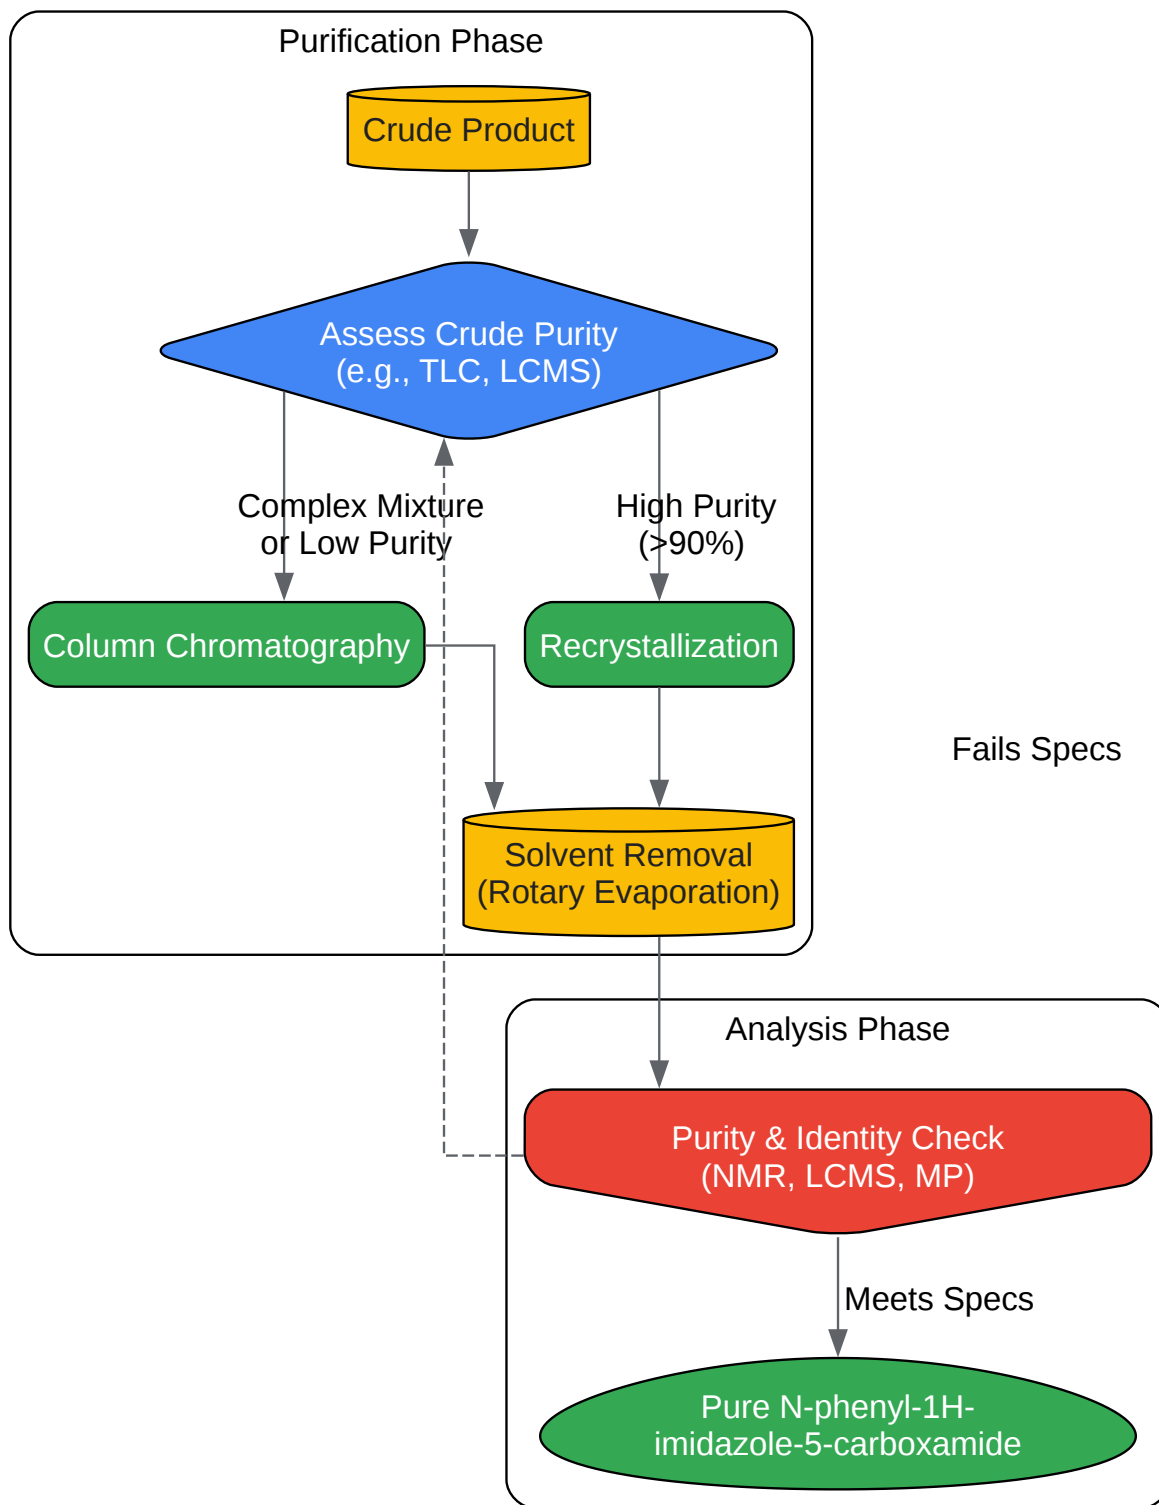 Purification Phase
Crude Product
Assess Crude Purity
(e.g., TLC, LCMS)
Complex Mixture
or Low Purity
High Purity
(>90%)
Column Chromatography
Recrystallization
Fails Specs
Solvent Removal
(Rotary Evaporation)
Analysis Phase
Purity & Identity Check
(NMR, LCMS, MP)
Meets Specs
Pure N-phenyl-1H-
imidazole-5-carboxamide